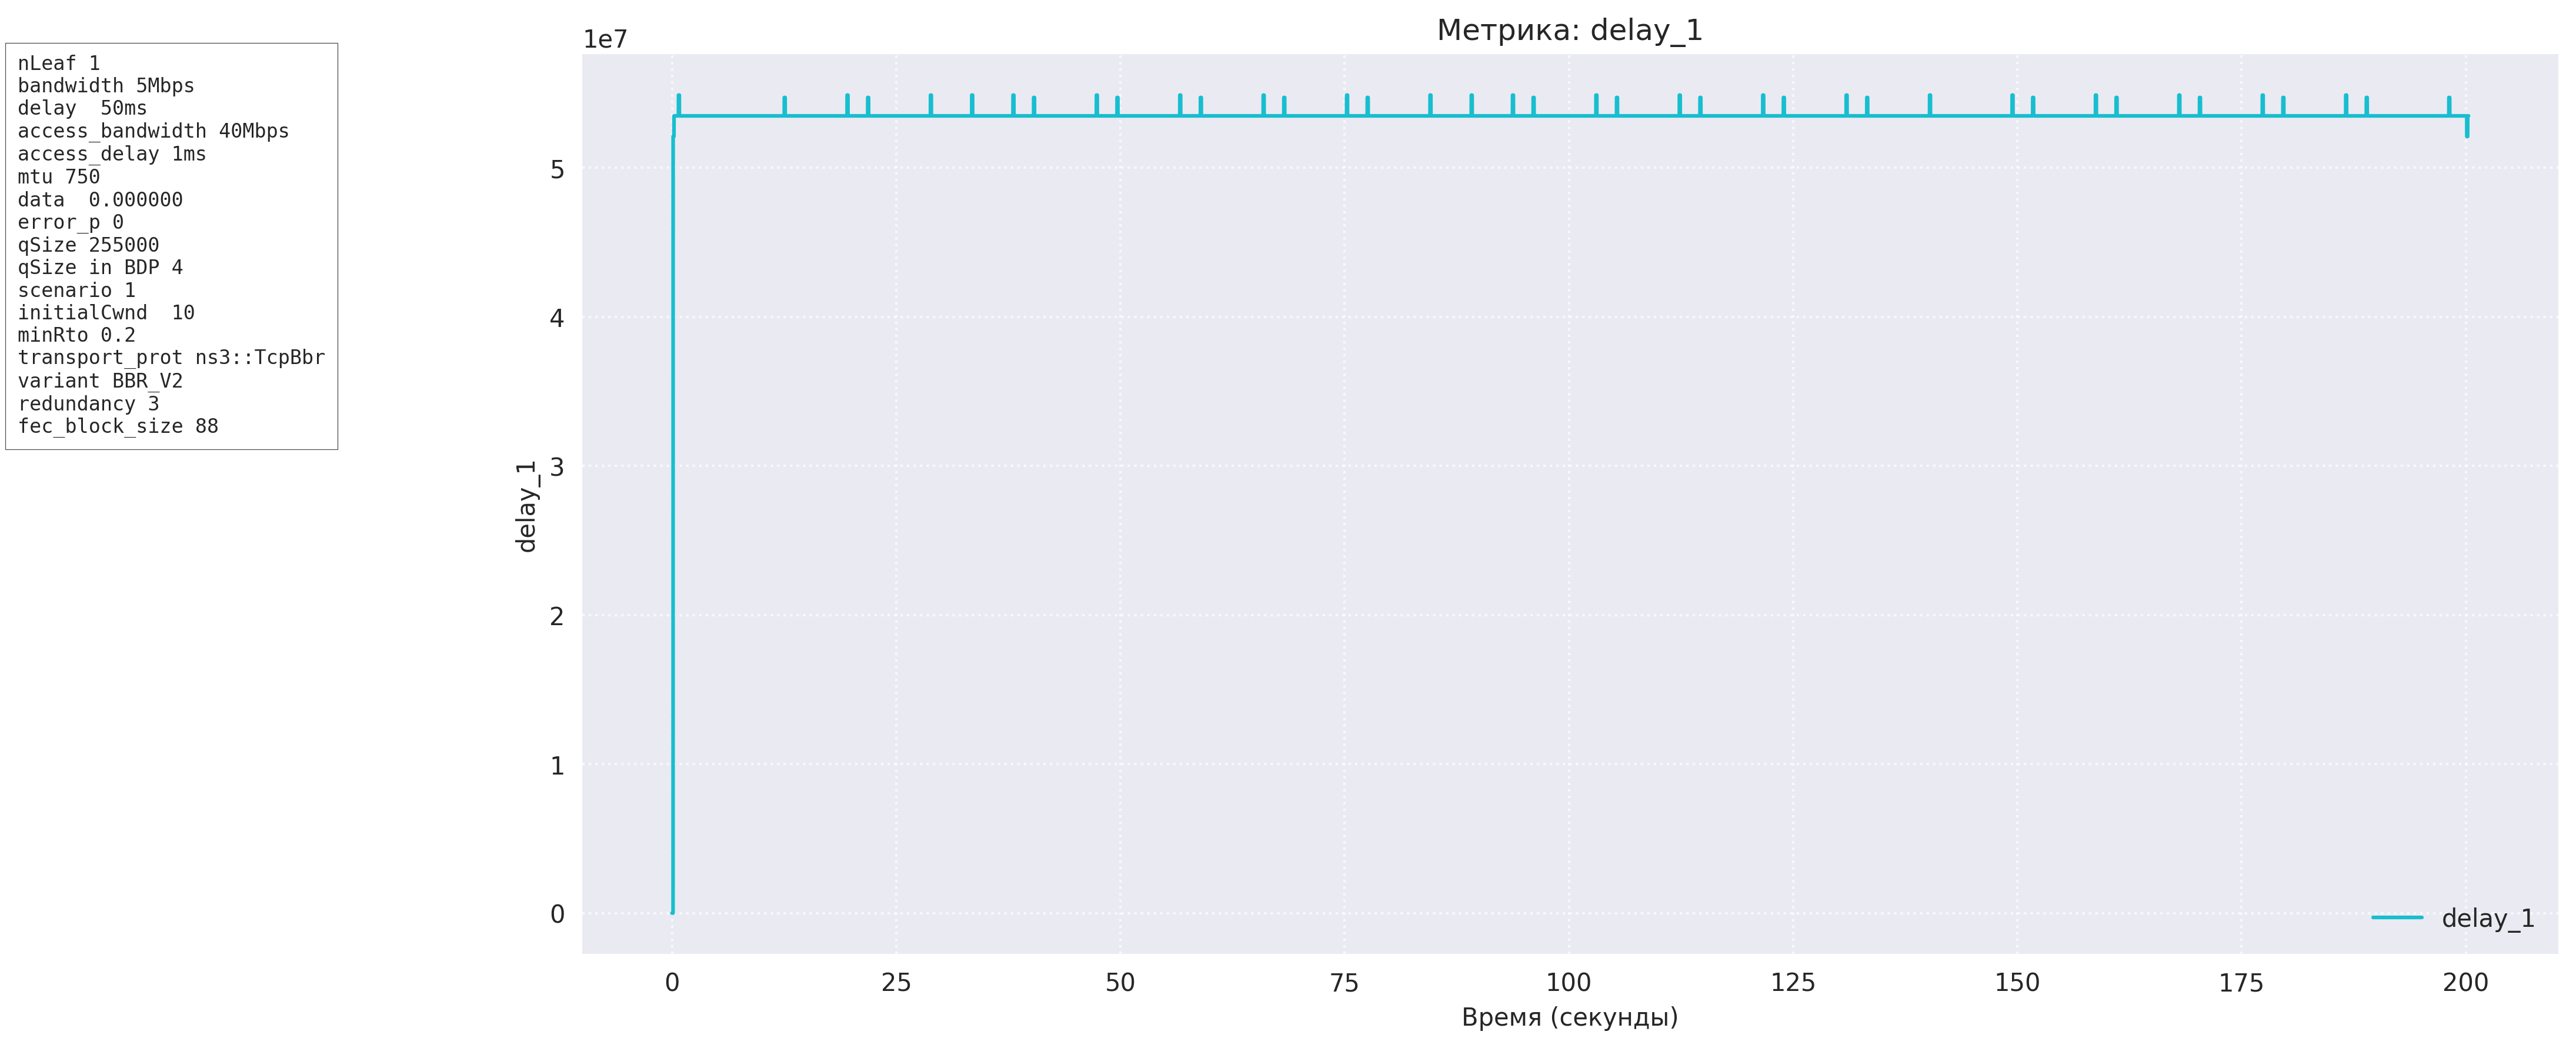 nLeaf 1
bandwidth 5Mbps
delay  50ms
access_bandwidth 40Mbps
access_delay 1ms
mtu 750
data  0.000000
error_p 0
qSize 255000
qSize in BDP 4
scenario 1
initialCwnd  10
minRto 0.2
transport_prot ns3::TcpBbr
variant BBR_V2
redundancy 3
fec_block_size 88
Метрика: delay_1
1e7
5
4
3
2
1
0
delay_1
0 25 50 75 100 125 150 175 200
Время (секунды)
delay_1